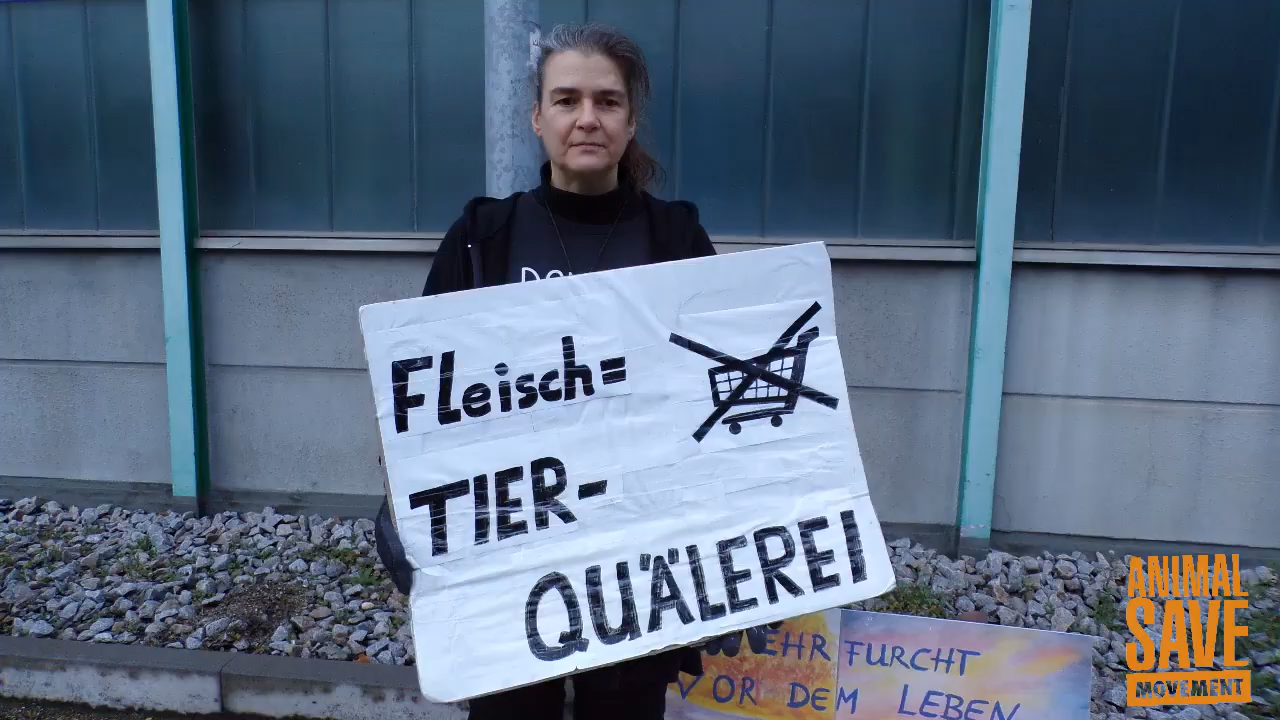 Fleisch=
TIER-
QUÄLEREI
EHRFURCHT
VOR DEM LEBEN
ANIMAL
SAVE
MOVEMENT